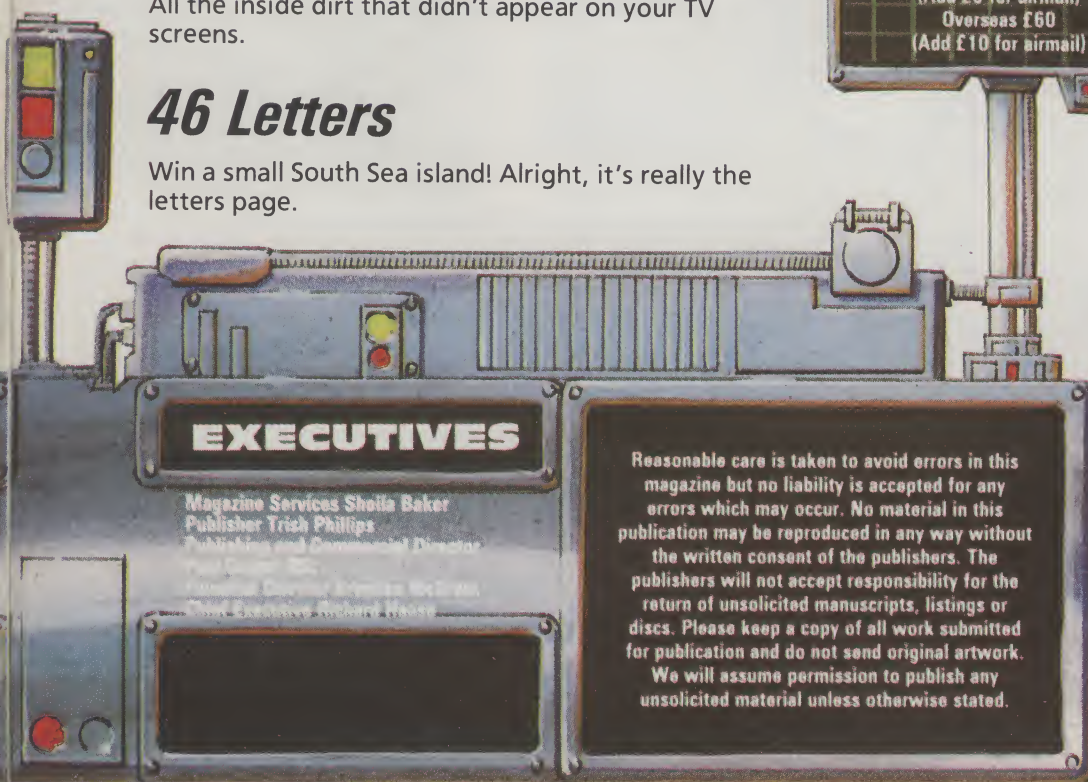 All the inside dirt that didn't appear on your TV
screens.
Overseas £60
(Add £10 for airmail)
46 Letters
Win a small South Sea island! Alright, it's really the
letters page.
EXECUTIVES
Magazine Services Sheila Baker
Publisher Trish Phillips
Publishing and Commercial Director
Reasonable care is taken to avoid errors in this
magazine but no liability is accepted for any
errors which may occur. No material in this
publication may be reproduced in any way without
the written consent of the publishers. The
publishers will not accept responsibility for the
return of unsolicited manuscripts, listings or
discs. Please keep a copy of all work submitted
for publication and do not send original artwork.
We will assume permission to publish any
unsolicited material unless otherwise stated.